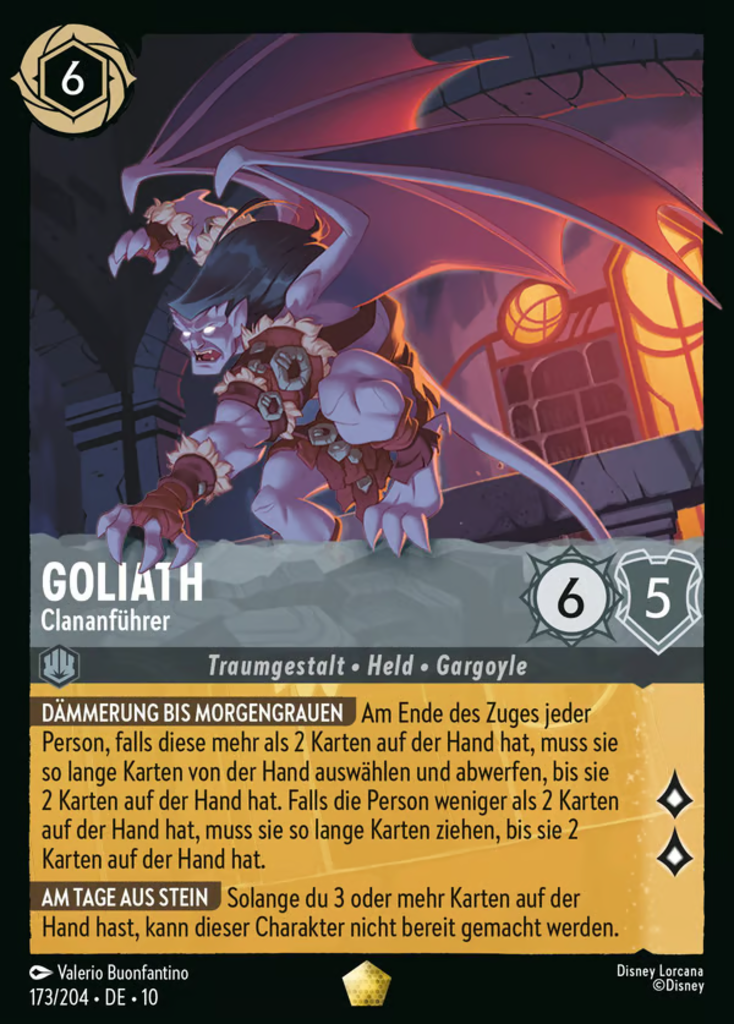 6
GOLIATH
Clananführer
6
5
Traumgestalt • Held • Gargoyle
DÄMMERUNG BIS MORGENGRAUEN Am Ende des Zuges jeder
Person, falls diese mehr als 2 Karten auf der Hand hat, muss sie
so lange Karten von der Hand auswählen und abwerfen, bis sie
2 Karten auf der Hand hat. Falls die Person weniger als 2 Karten
auf der Hand hat, muss sie so lange Karten ziehen, bis sie 2
Karten auf der Hand hat.
AM TAGE AUS STEIN Solange du 3 oder mehr Karten auf der
Hand hast, kann dieser Charakter nicht bereit gemacht werden.
Valerio Buonfantino
173/204 • DE • 10
Disney Lorcana
©Disney